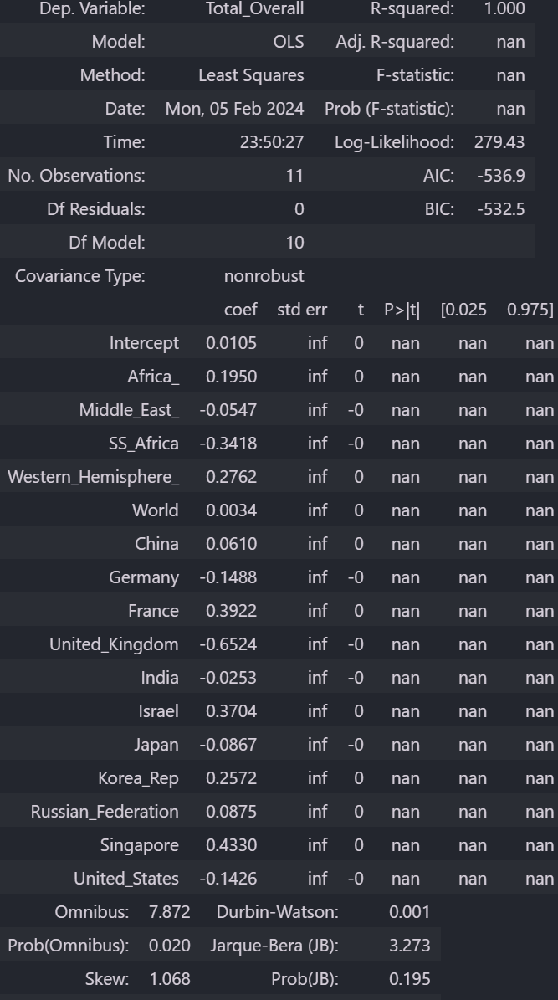 Dep. Variable: Total_Overall R-squared: 1.000
Model: OLS Adj. R-squared: nan
Method: Least Squares F-statistic: nan
Date: Mon, 05 Feb 2024 Prob (F-statistic): nan
Time: 23:50:27 Log-Likelihood: 279.43
No. Observations: 11 AIC: -536.9
Df Residuals: 0 BIC: -532.5
Df Model: 10
Covariance Type: nonrobust
coef std err t P>|t| [0.025 0.975]
Intercept 0.0105 inf 0 nan nan nan
Africa_ 0.1950 inf 0 nan nan nan
Middle_East_ -0.0547 inf -0 nan nan nan
SS_Africa -0.3418 inf -0 nan nan nan
Western_Hemisphere_ 0.2762 inf 0 nan nan nan
World 0.0034 inf 0 nan nan nan
China 0.0610 inf 0 nan nan nan
Germany -0.1488 inf -0 nan nan nan
France 0.3922 inf 0 nan nan nan
United_Kingdom -0.6524 inf -0 nan nan nan
India -0.0253 inf -0 nan nan nan
Israel 0.3704 inf 0 nan nan nan
Japan -0.0867 inf -0 nan nan nan
Korea_Rep 0.2572 inf 0 nan nan nan
Russian_Federation 0.0875 inf 0 nan nan nan
Singapore 0.4330 inf 0 nan nan nan
United_States -0.1426 inf -0 nan nan nan
Omnibus: 7.872 Durbin-Watson: 0.001
Prob(Omnibus): 0.020 Jarque-Bera (JB): 3.273
Skew: 1.068 Prob(JB): 0.195